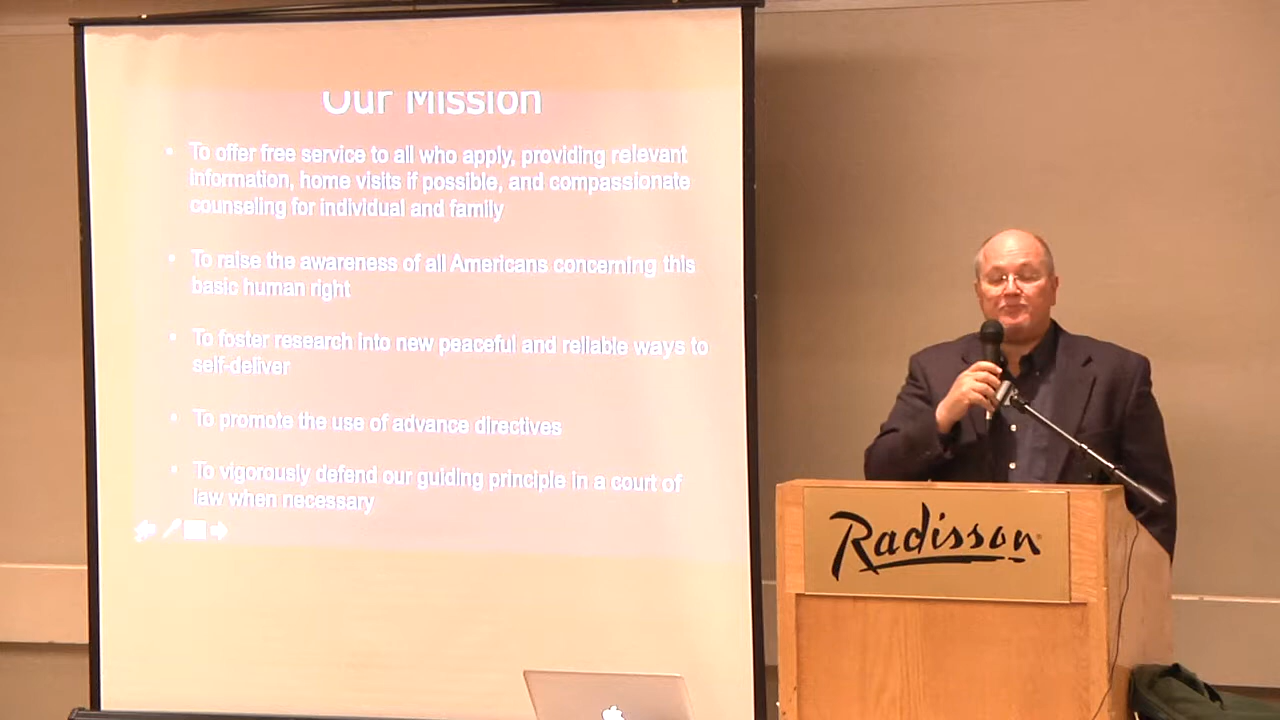 Our Mission
• To offer free service to all who apply, providing relevant
information, home visits if possible, and compassionate
counseling for individual and family
• To raise the awareness of all Americans concerning this
basic human right
• To foster research into new peaceful and reliable ways to
self-deliver
• To promote the use of advance directives
• To vigorously defend our guiding principle in a court of
law when necessary
Radisson